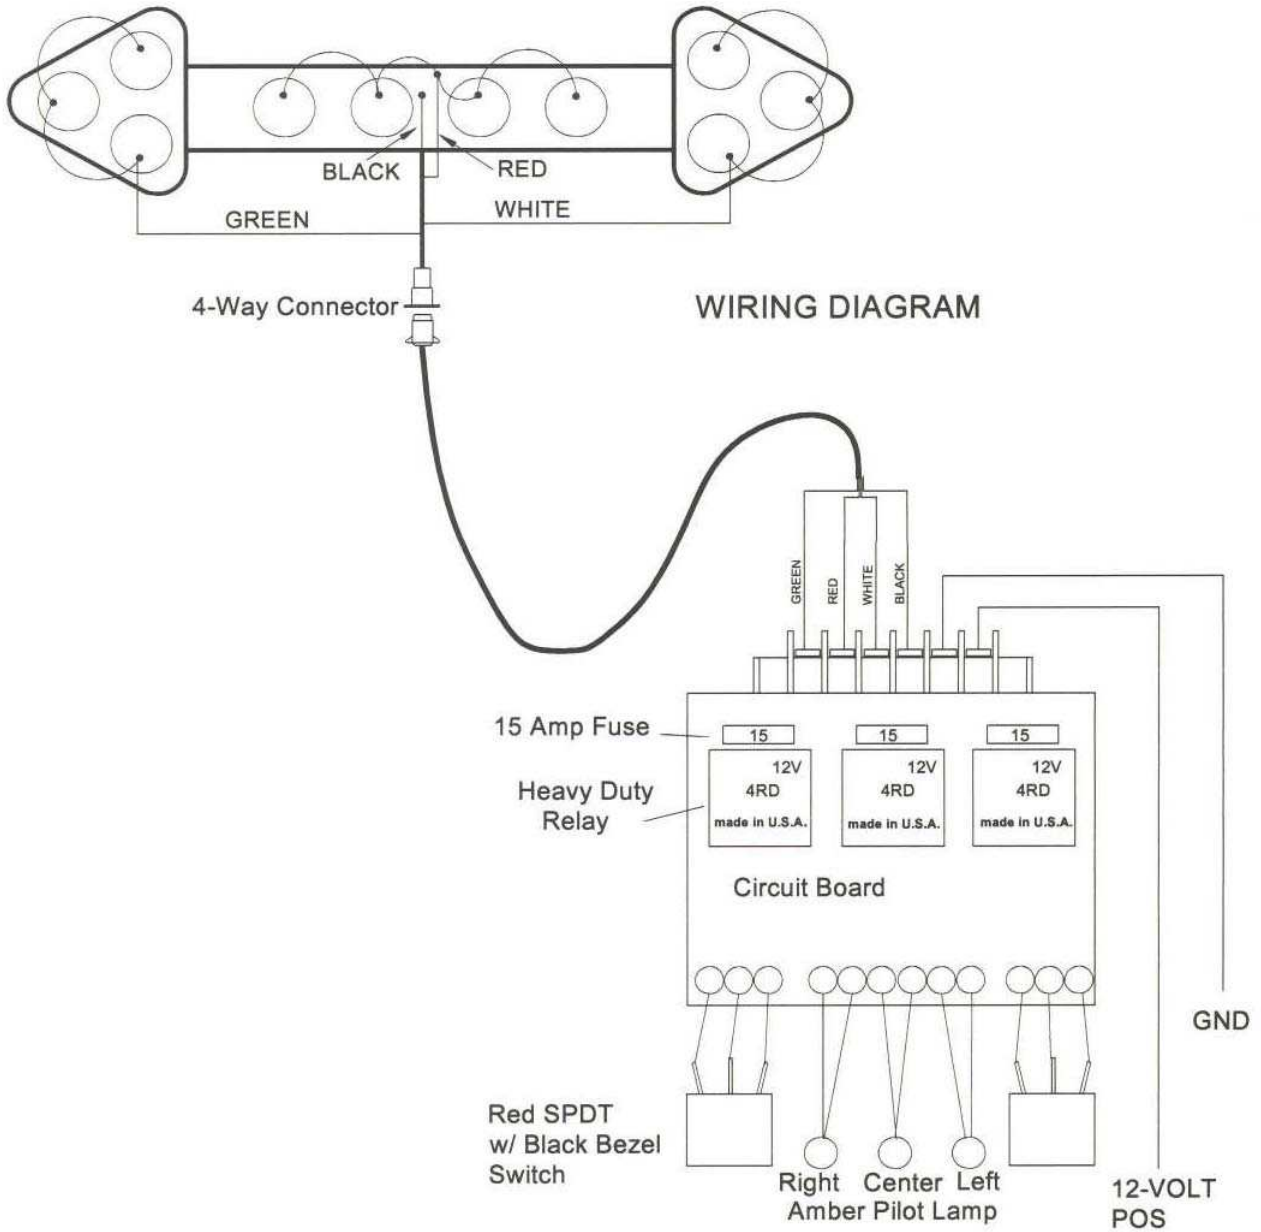 BLACK
RED
GREEN
WHITE
4-Way Connector
WIRING DIAGRAM
GREEN
RED
WHITE
BLACK
15 Amp Fuse
15
15
15
Heavy Duty
Relay
12V
4RD
made in U.S.A.
12V
4RD
made in U.S.A.
12V
4RD
made in U.S.A.
Circuit Board
GND
Red SPDT
w/ Black Bezel
Switch
Right Center Left
Amber Pilot Lamp
12-VOLT
POS